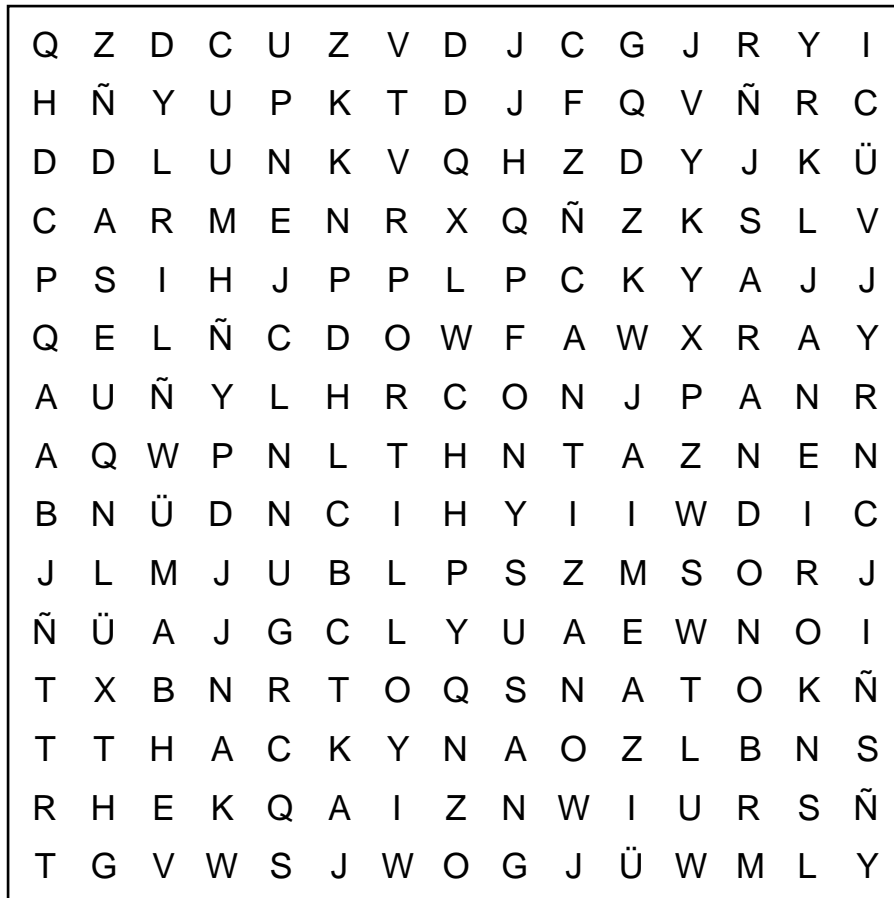 Q Z D C U Z V D J C G J R Y I
H Ñ Y U P K T D J F Q V Ñ R C
D D L U N K V Q H Z D Y J K Ü
C A R M E N R X Q Ñ Z K S L V
P S I H J P P L P C K Y A J J
Q E L Ñ C D O W F A W X R A Y
A U Ñ Y L H R C O N J P A N R
A Q W P N L T H N T A Z N E N
B N Ü D N C I H Y I I W D I C
J L M J U B L P S Z M S O R J
Ñ Ü A J G C L Y U A E W N O I
T X B N R T O Q S N A T O K Ñ
T T H A C K Y N A O Z L B N S
R H E K Q A I Z N W I U R S Ñ
T G V W S J W O G J Ü W M L Y